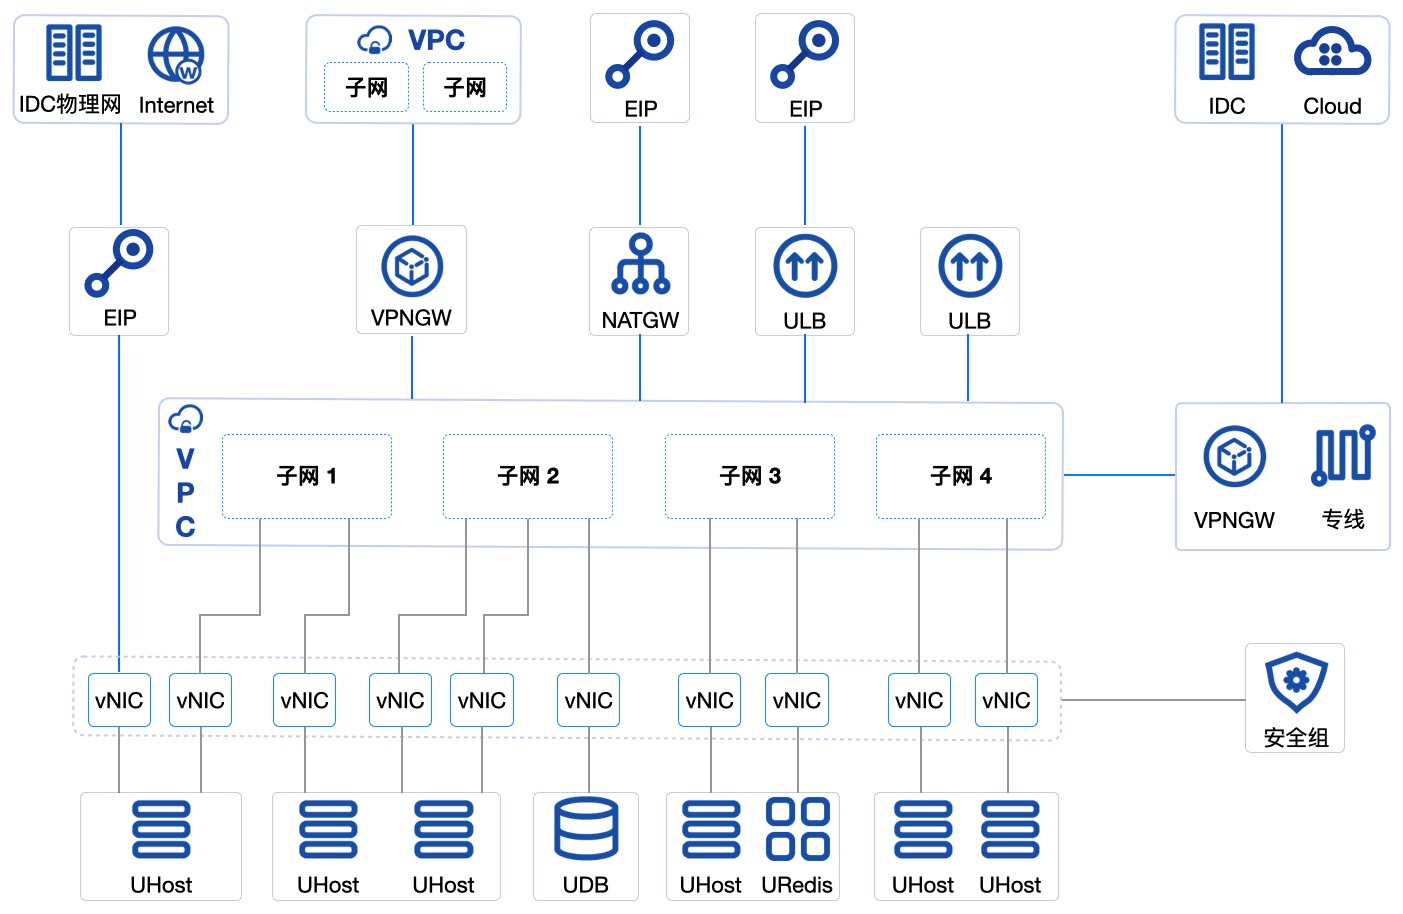 IDC物理网 Internet
VPC
子网 子网
EIP
EIP
IDC Cloud
EIP
VPNGW
NATGW
ULB
ULB
VPC
子网 1
子网 2
子网 3
子网 4
VPNGW 专线
vNIC
vNIC
vNIC
vNIC
vNIC
vNIC
vNIC
vNIC
vNIC
vNIC
安全组
UHost
UHost UHost
UDB
UHost URedis
UHost UHost